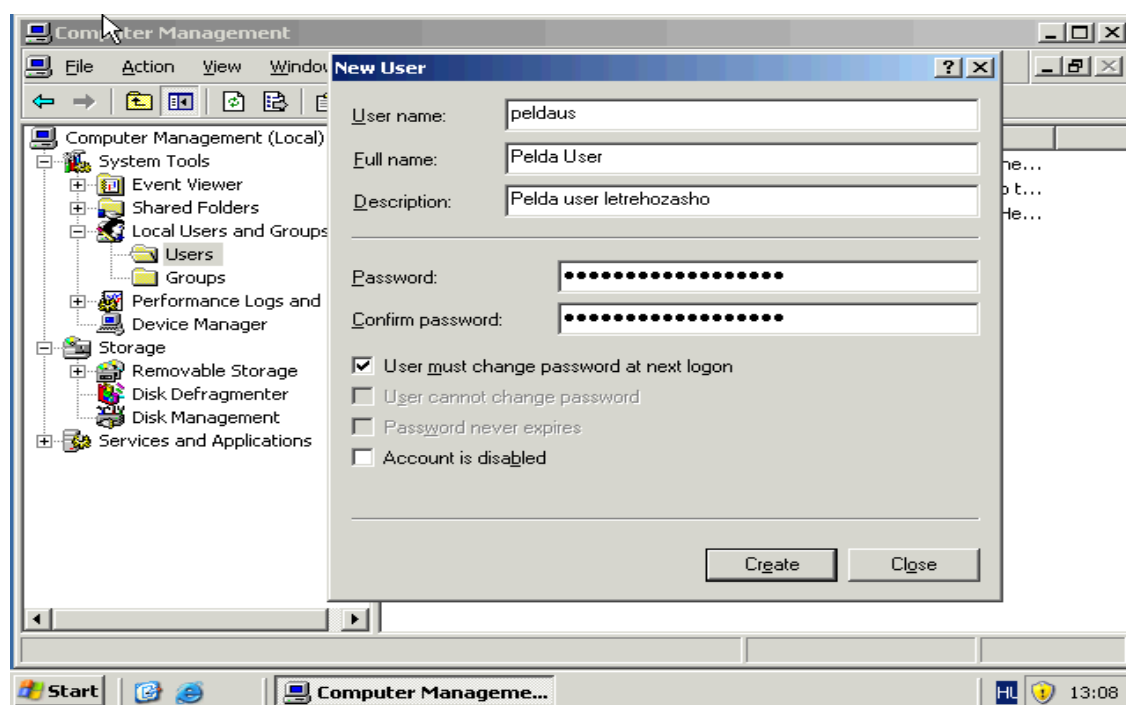 Computer Management
File Action View Window
New User
User name: peldaus
Full name: Pelda User
Description: Pelda user letrehozasho
Password: ●●●●●●●●●●●●●●●●●●
Confirm password: ●●●●●●●●●●●●●●●●●●
User must change password at next logon
User cannot change password
Password never expires
Account is disabled
Create Close
Computer Management (Local)
System Tools
Event Viewer
Shared Folders
Local Users and Groups
Users
Groups
Performance Logs and
Device Manager
Storage
Removable Storage
Disk Defragmenter
Disk Management
Services and Applications
ne...
t...
He...
Start
Computer Manageme...
HU 13:08